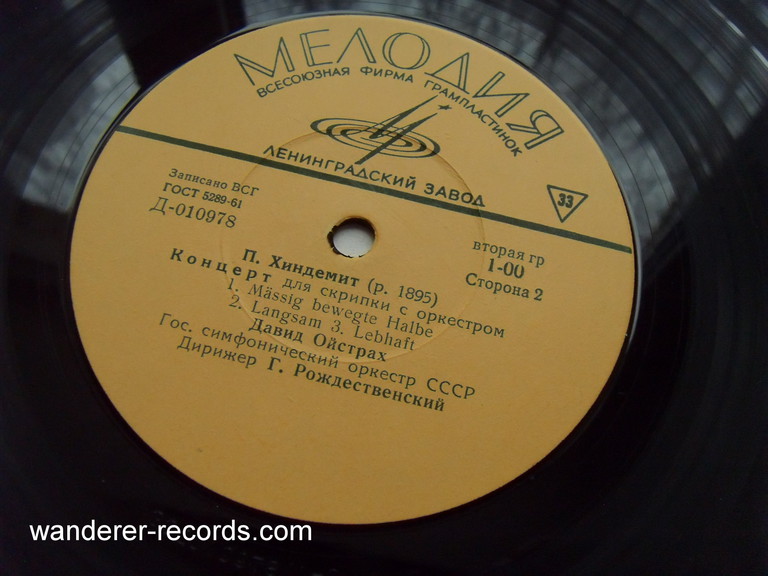 МЕЛОДИЯ
ВСЕСОЮЗНАЯ ФИРМА ГРАМПЛАСТИНОК
ЛЕНИНГРАДСКИЙ ЗАВОД
33
Записано ВСГ
ГОСТ 5289-61
Д-010978
вторая гр
1-00
Сторона 2
П. Хиндемит (р. 1895)
Концерт для скрипки с оркестром
1. Mässig bewegte Halbe
2. Langsam 3. Lebhaft
Давид Ойстрах
Гос. симфонический оркестр СССР
Дирижер Г. Рождественский
wanderer-records.com